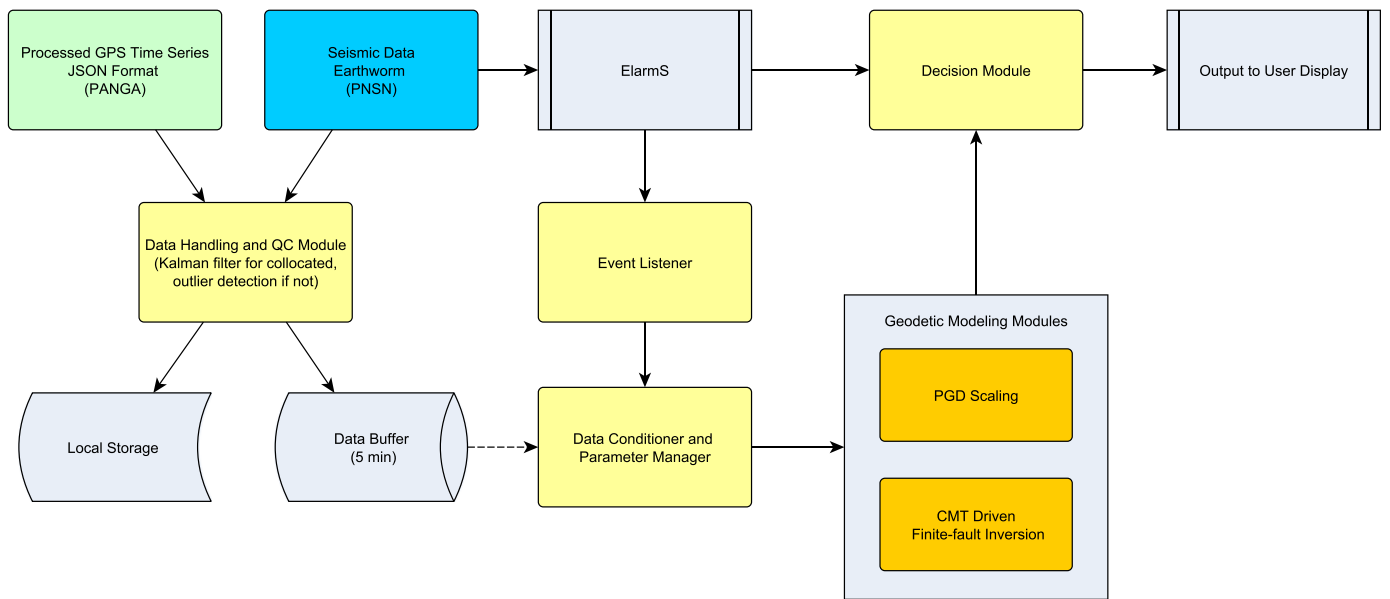 Processed GPS Time Series
JSON Format
(PANGA)
Seismic Data
Earthworm
(PNSN)
ElarmS
Decision Module
Output to User Display
Data Handling and QC Module
(Kalman filter for collocated,
outlier detection if not)
Event Listener
Geodetic Modeling Modules
PGD Scaling
Local Storage
Data Buffer
(5 min)
Data Conditioner and
Parameter Manager
CMT Driven
Finite-fault Inversion